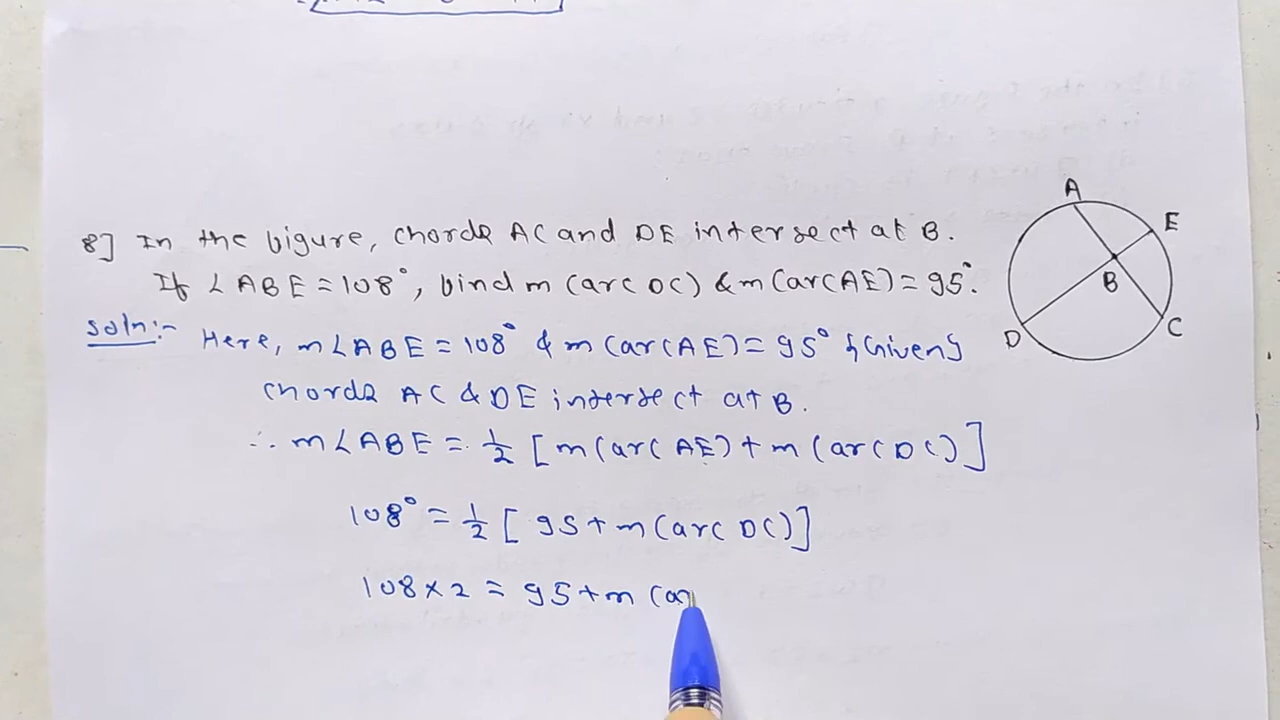 8] In the figure, chords AC and DE intersect at B.
If ∠ABE = 108°, find m (arc DC) & m(arc AE) = 95°.
Soln:-
Here, m∠ABE = 108° & m (arc AE) = 95° {Given}
chords AC & DE intersect at B.
∴ m∠ABE = 1/2 [m (arc AE) + m (arc DC)]
108° = 1/2 [95 + m (arc DC)]
108 × 2 = 95 + m (a
A
E
B
D
C